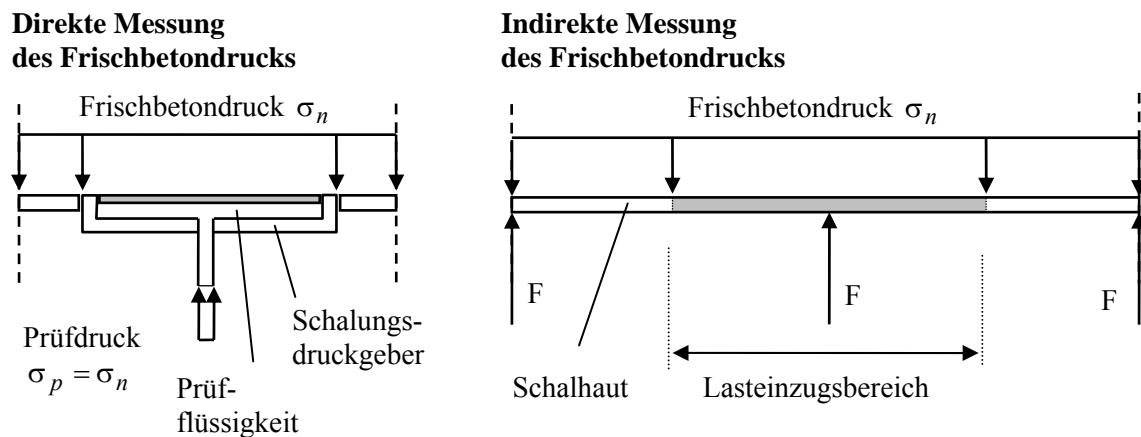 Direkte Messung
des Frischbetondrucks
Frischbetondruck σn
Prüfdruck
σp = σn
Schalungs-
druckgeber
Prüf-
flüssigkeit
Indirekte Messung
des Frischbetondrucks
Frischbetondruck σn
F
F
F
Schalhaut
Lasteinzugsbereich